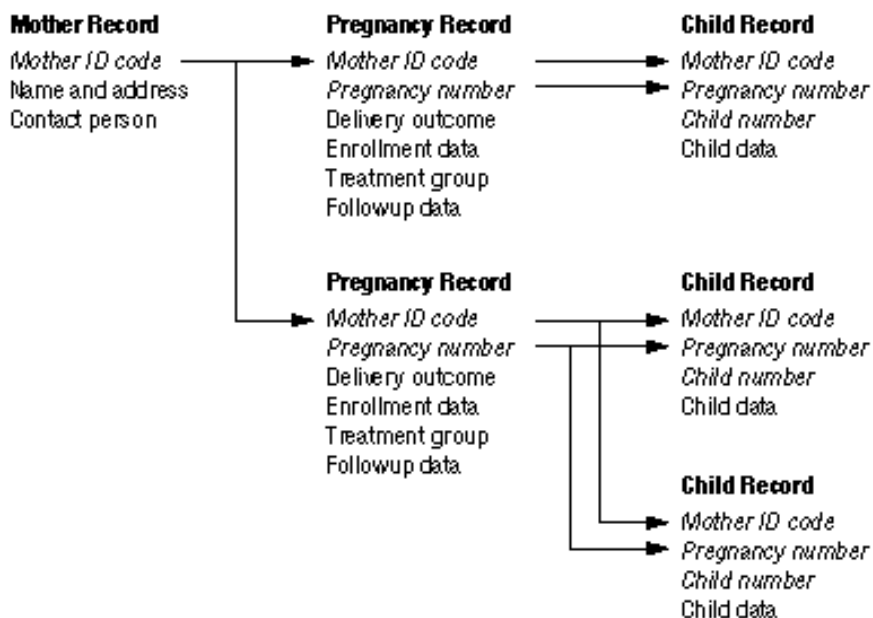 Mother Record
Mother ID code
Name and address
Contact person
Pregnancy Record
Mother ID code
Pregnancy number
Delivery outcome
Enrollment data
Treatment group
Followup data
Child Record
Mother ID code
Pregnancy number
Child number
Child data
Pregnancy Record
Mother ID code
Pregnancy number
Delivery outcome
Enrollment data
Treatment group
Followup data
Child Record
Mother ID code
Pregnancy number
Child number
Child data
Child Record
Mother ID code
Pregnancy number
Child number
Child data